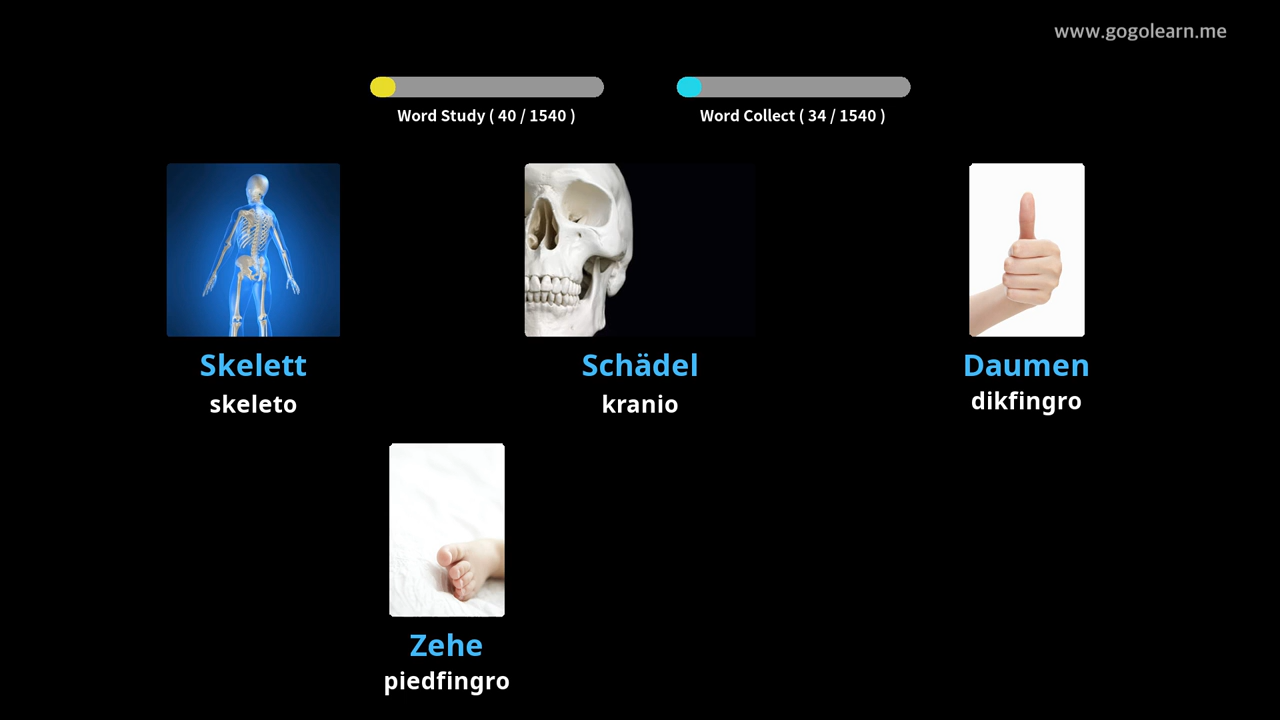 www.gogolearn.me
Word Study ( 40 / 1540 )
Word Collect ( 34 / 1540 )
Skelett
skeleto
Schädel
kranio
Daumen
dikfingro
Zehe
piedfingro